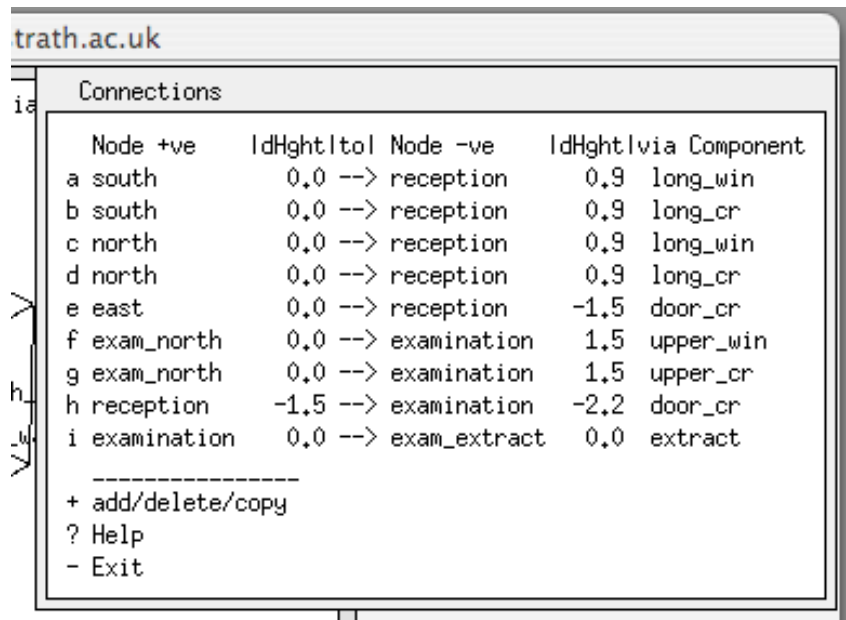 trath.ac.uk
Connections
Node +ve |dHght|to| Node -ve |dHght|via Component
a south 0.0 --> reception 0.9 long_win
b south 0.0 --> reception 0.9 long_cr
c north 0.0 --> reception 0.9 long_win
d north 0.0 --> reception 0.9 long_cr
e east 0.0 --> reception -1.5 door_cr
f exam_north 0.0 --> examination 1.5 upper_win
g exam_north 0.0 --> examination 1.5 upper_cr
h reception -1.5 --> examination -2.2 door_cr
i examination 0.0 --> exam_extract 0.0 extract
________________
+ add/delete/copy
? Help
- Exit